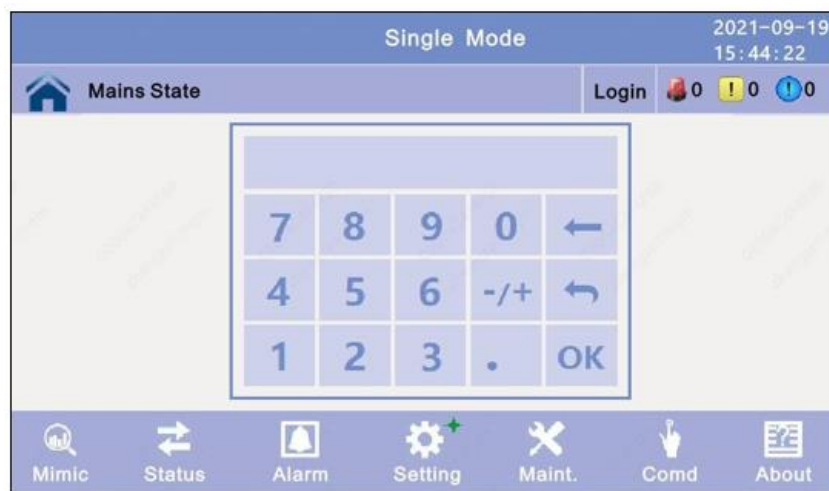 Single Mode
2021-09-19
15:44:22
Mains State
Login
0
! 0
! 0
7 8 9 0
4 5 6 -/+
1 2 3 . OK
Mimic Status Alarm Setting Maint. Comd About